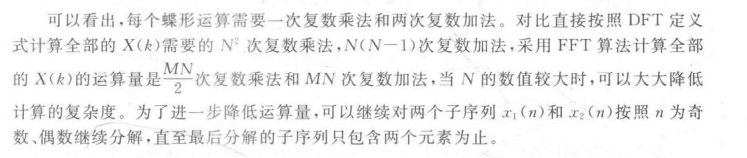 可以看出,每个蝶形运算需要一次复数乘法和两次复数加法。对比直接按照 DFT 定义
式计算全部的 X(k)需要的 N² 次复数乘法,N(N−1)次复数加法,采用 FFT 算法计算全部
的 X(k)的运算量是 MN/2 次复数乘法和 MN 次复数加法,当 N 的数值较大时,可以大大降低
计算的复杂度。为了进一步降低运算量,可以继续对两个子序列 x₁(n)和 x₂(n)按照 n 为奇
数、偶数继续分解,直至最后分解的子序列只包含两个元素为止。